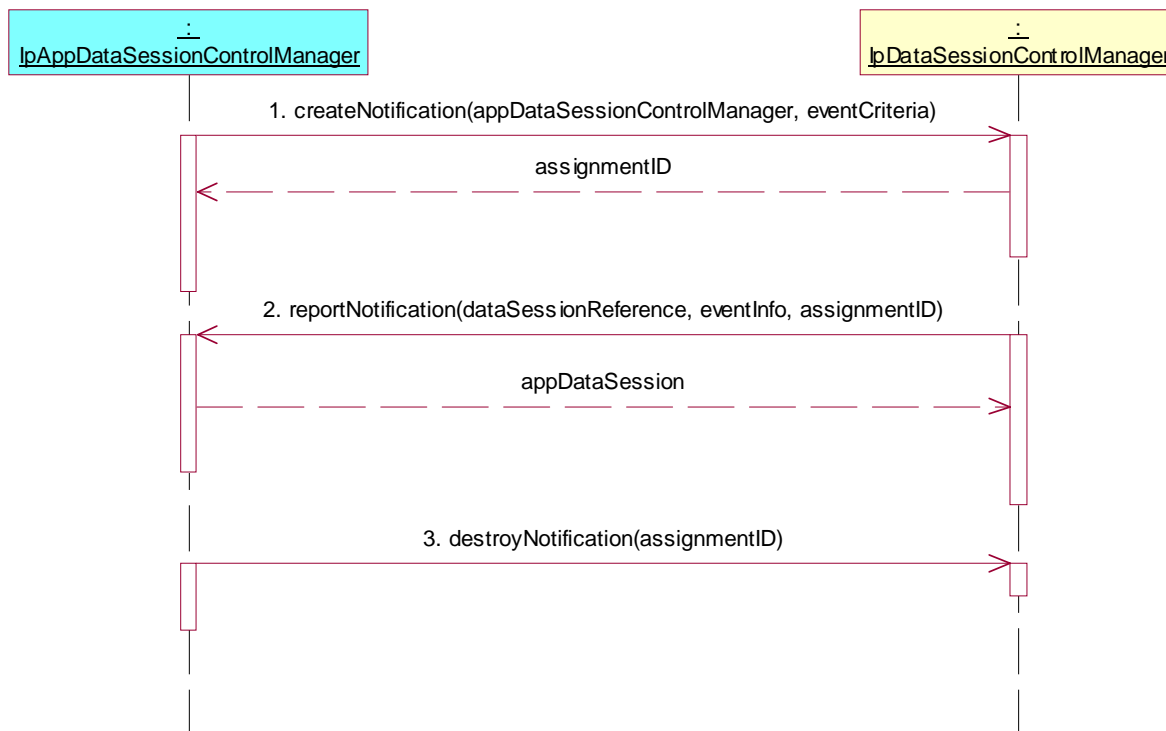 :
IpAppDataSessionControlManager
:
IpDataSessionControlManager
1. createNotification(appDataSessionControlManager, eventCriteria)
assignmentID
2. reportNotification(dataSessionReference, eventInfo, assignmentID)
appDataSession
3. destroyNotification(assignmentID)